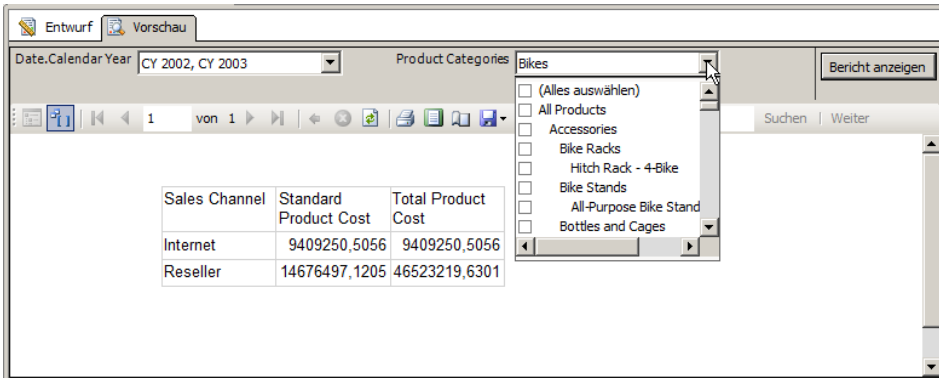 Entwurf Vorschau
Date.Calendar Year CY 2002, CY 2003 Product Categories Bikes Bericht anzeigen
1 von 1 Suchen | Weiter
(Alles auswählen)
All Products
Accessories
Bike Racks
Hitch Rack - 4-Bike
Bike Stands
All-Purpose Bike Stand
Bottles and Cages
Sales Channel Standard Total Product
Product Cost Cost
Internet 9409250,5056 9409250,5056
Reseller 14676497,1205 46523219,6301